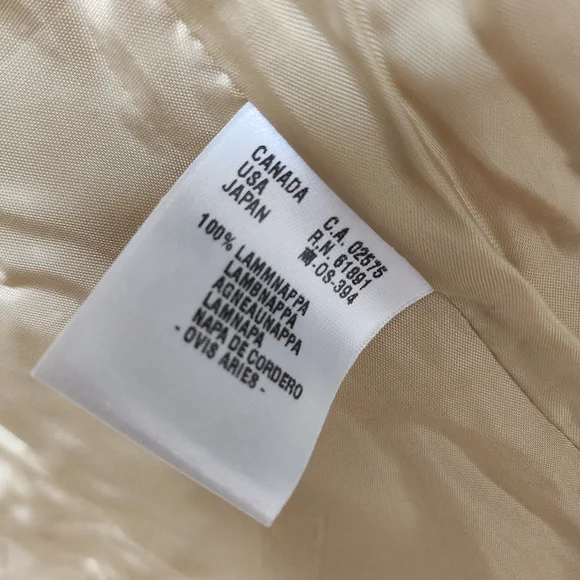 CANADA C.A. 02575
USA R.N. 61891
JAPAN -OS-394
100% LAMMNAPPA
LAMBNAPPA
AGNEAUNAPPA
LAMNAPA
NAPA DE CORDERO
- OVIS ARIES -